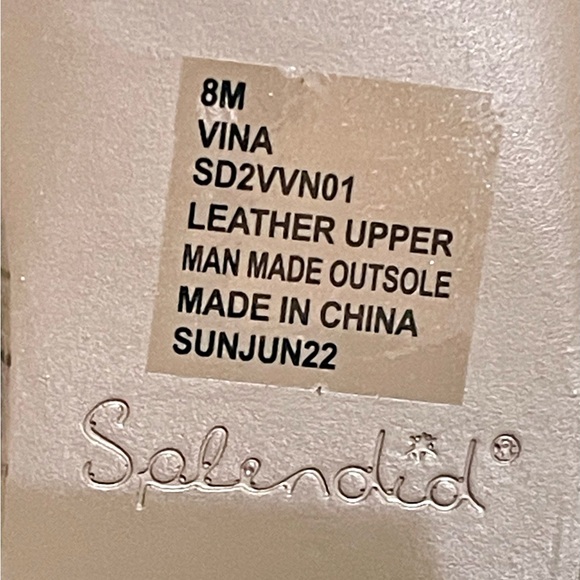 8M
VINA
SD2VVN01
LEATHER UPPER
MAN MADE OUTSOLE
MADE IN CHINA
SUNJUN22
Splendid®